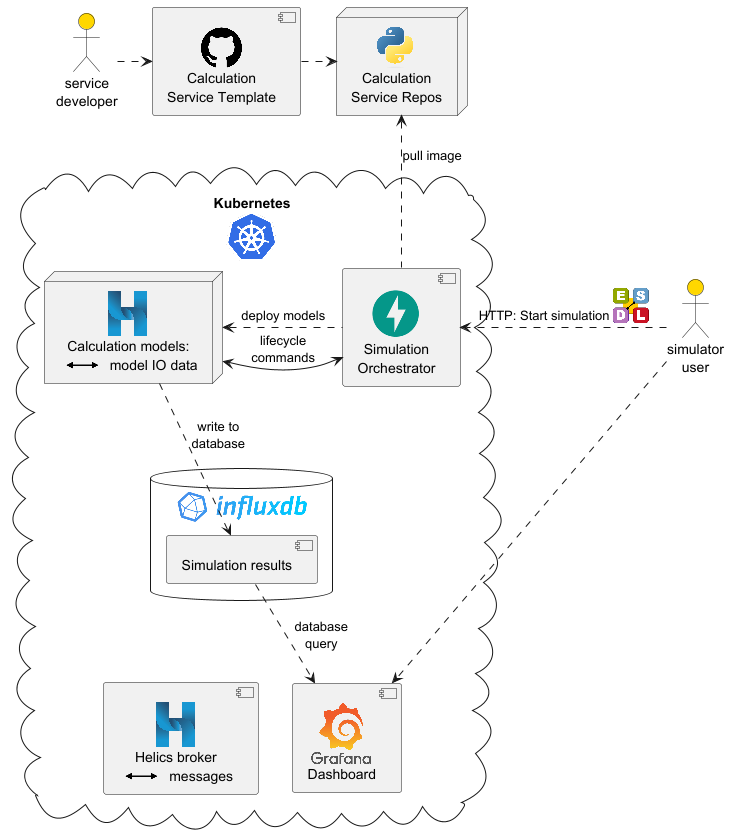 service
developer
Calculation
Service Template
Calculation
Service Repos
pull image
Kubernetes
Calculation models:
model IO data
deploy models
lifecycle
commands
Simulation
Orchestrator
HTTP: Start simulation
E S
D L
simulator
user
write to
database
influxdb
Simulation results
database
query
Helics broker
messages
Grafana
Dashboard